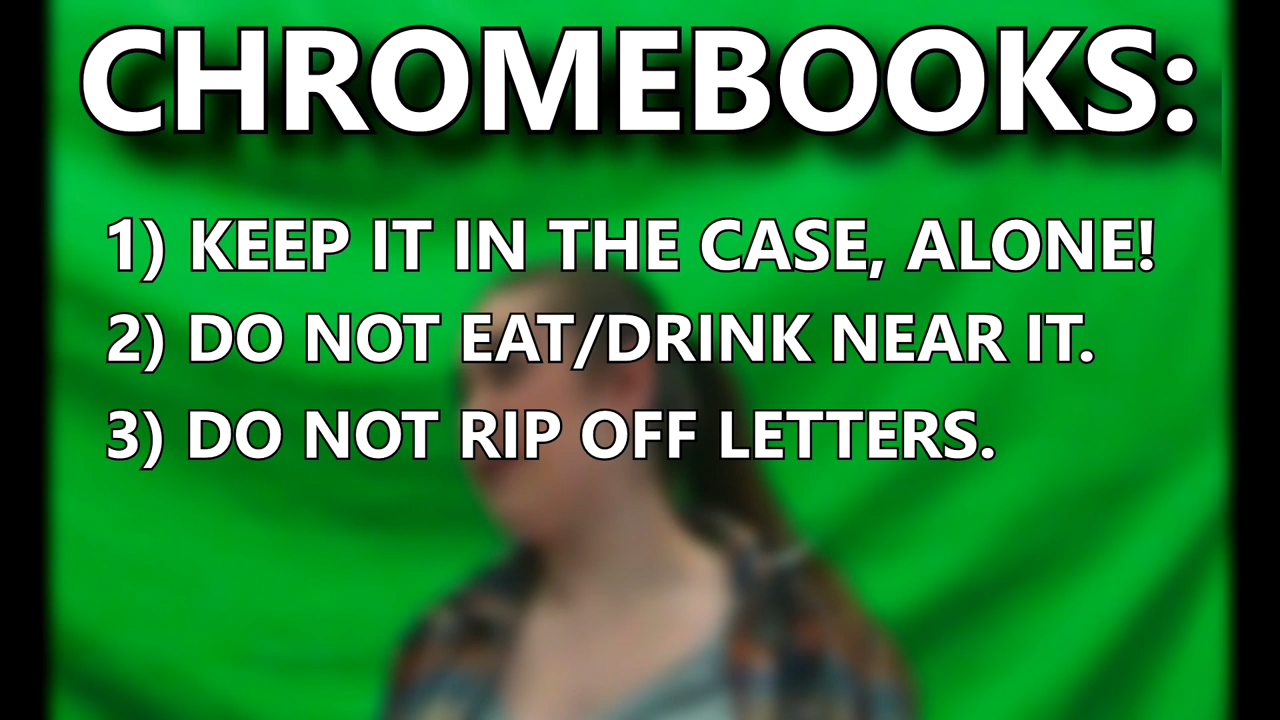 CHROMEBOOKS:
1) KEEP IT IN THE CASE, ALONE!
2) DO NOT EAT/DRINK NEAR IT.
3) DO NOT RIP OFF LETTERS.